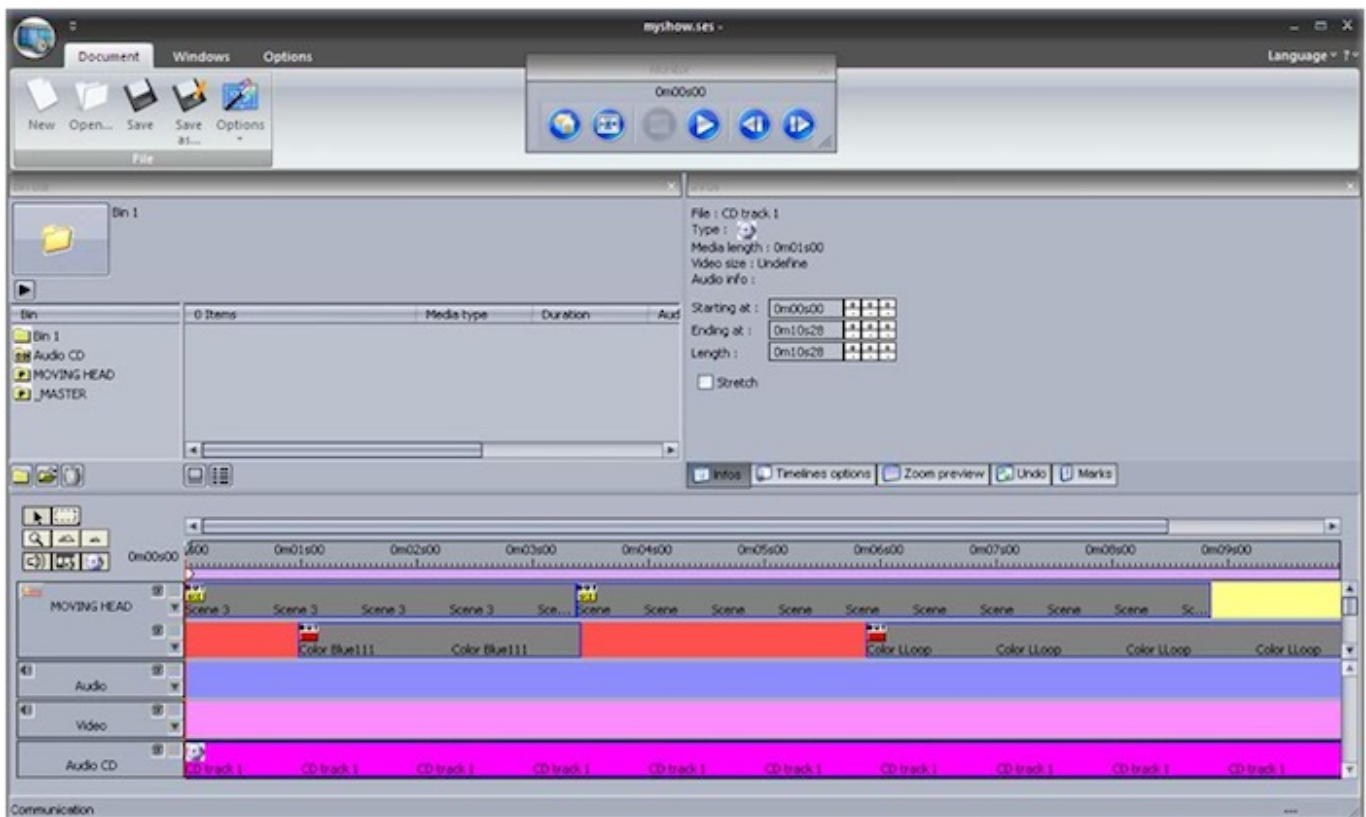 myshow.ses -
Document Windows Options
Language ?
Monitor
0m00s00
New Open... Save Save as... Options
File
Bin 1
File : CD track 1
Type :
Media length : 0m01s00
Video size : Undefine
Audio info :
Bin
0 Items Media type Duration Aud
Bin 1
Audio CD
MOVING HEAD
_MASTER
Starting at : 0m00s00
Ending at : 0m10s28
Length : 0m10s28
Stretch
Infos Timelines options Zoom preview Undo Marks
0m00s00 0m01s00 0m02s00 0m03s00 0m04s00 0m05s00 0m06s00 0m07s00 0m08s00 0m09s00
MOVING HEAD
Scene 3 Scene 3 Scene 3 Scene 3 Sce... Scene Scene Scene Scene Scene Scene Scene Scene Scene Sc...
Color Blue111 Color Blue111 Color LLoop Color LLoop Color LLoop Color LLoop
Audio
Video
Audio CD
CD track 1 CD track 1 CD track 1 CD track 1 CD track 1 CD track 1 CD track 1 CD track 1 CD track 1 CD track 1
Communication
---